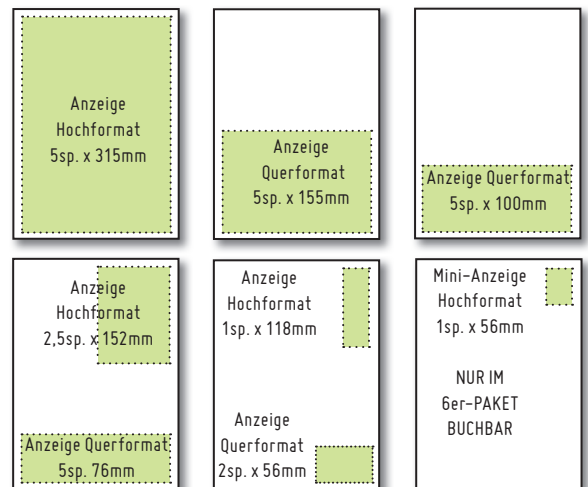 Anzeige
Hochformat
5sp. x 315mm
Anzeige
Querformat
5sp. x 155mm
Anzeige Querformat
5sp. x 100mm
Anzeige
Hochformat
2,5sp. x 152mm
Anzeige Querformat
5sp. 76mm
Anzeige
Hochformat
1sp. x 118mm
Anzeige
Querformat
2sp. x 56mm
Mini-Anzeige
Hochformat
1sp. x 56mm
NUR IM
6er-PAKET
BUCHBAR